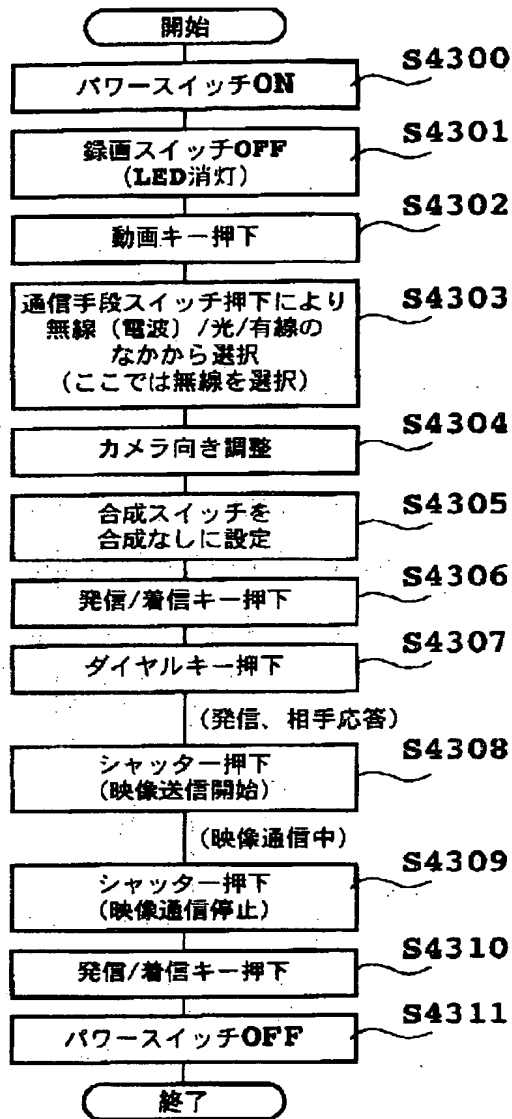 開始
パワースイッチON
S4300
録画スイッチOFF
(LED消灯)
S4301
動画キー押下
S4302
通信手段スイッチ押下により
無線（電波）/光/有線の
なかから選択
(ここでは無線を選択)
S4303
カメラ向き調整
S4304
合成スイッチを
合成なしに設定
S4305
発信/着信キー押下
S4306
ダイヤルキー押下
S4307
(発信、相手応答)
シャッター押下
(映像送信開始)
S4308
(映像通信中)
シャッター押下
(映像通信停止)
S4309
発信/着信キー押下
S4310
パワースイッチOFF
S4311
終了